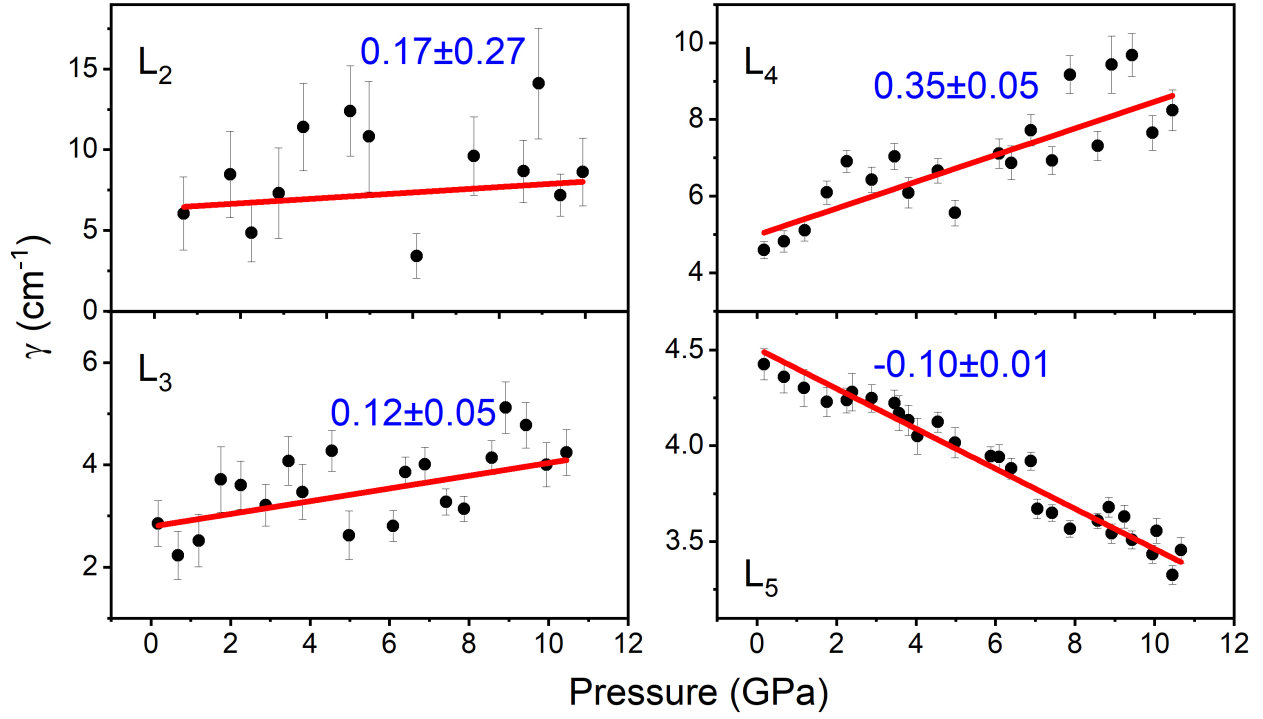 γ (cm⁻¹)
L₂
0.17±0.27
15
10
5
0
L₄
0.35±0.05
10
8
6
4
L₃
0.12±0.05
6
4
2
0 2 4 6 8 10 12
L₅
-0.10±0.01
4.5
4.0
3.5
0 2 4 6 8 10 12
Pressure (GPa)